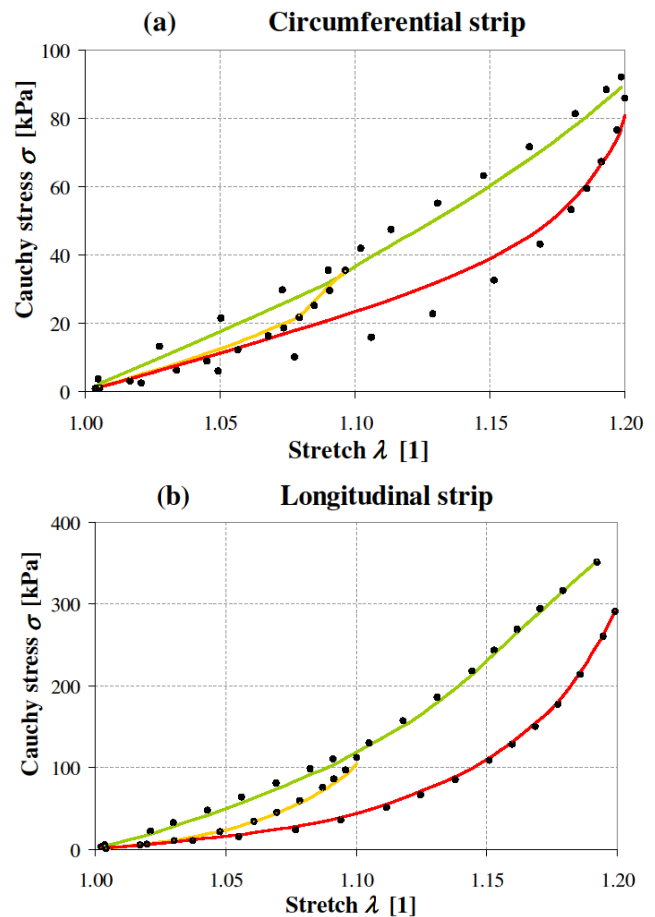 (a) Circumferential strip
100
80
60
40
20
0
Cauchy stress σ [kPa]
1.00 1.05 1.10 1.15 1.20
Stretch λ [1]
(b) Longitudinal strip
400
300
200
100
0
Cauchy stress σ [kPa]
1.00 1.05 1.10 1.15 1.20
Stretch λ [1]